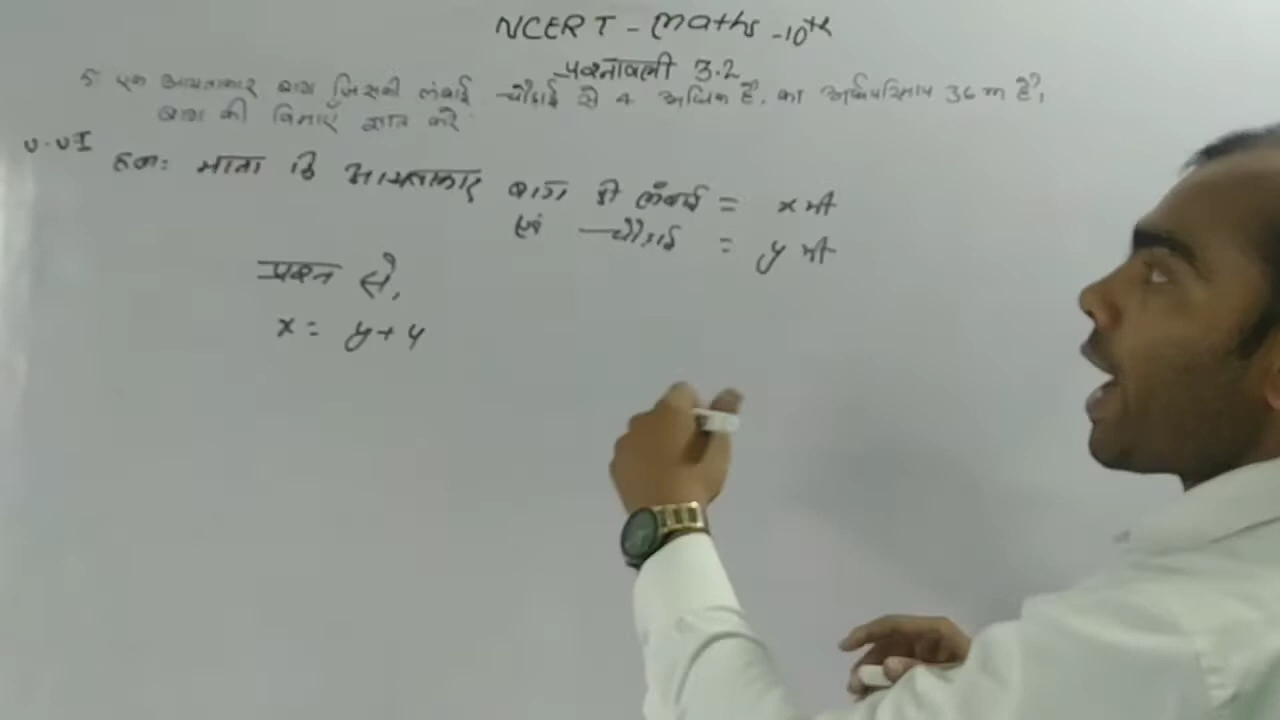 NCERT - Maths - 10th
प्रश्नावली 3.2
5 एक आयताकार बाग जिसकी लंबाई चौड़ाई से 4 अधिक है, का अर्धपरिमाप 36 m है,
बाग की विमाएँ ज्ञात करें
V.VI
हल: माना कि आयताकार बाग की लंबाई = x मी
एवं चौड़ाई = y मी
प्रश्न से,
x = y + 4